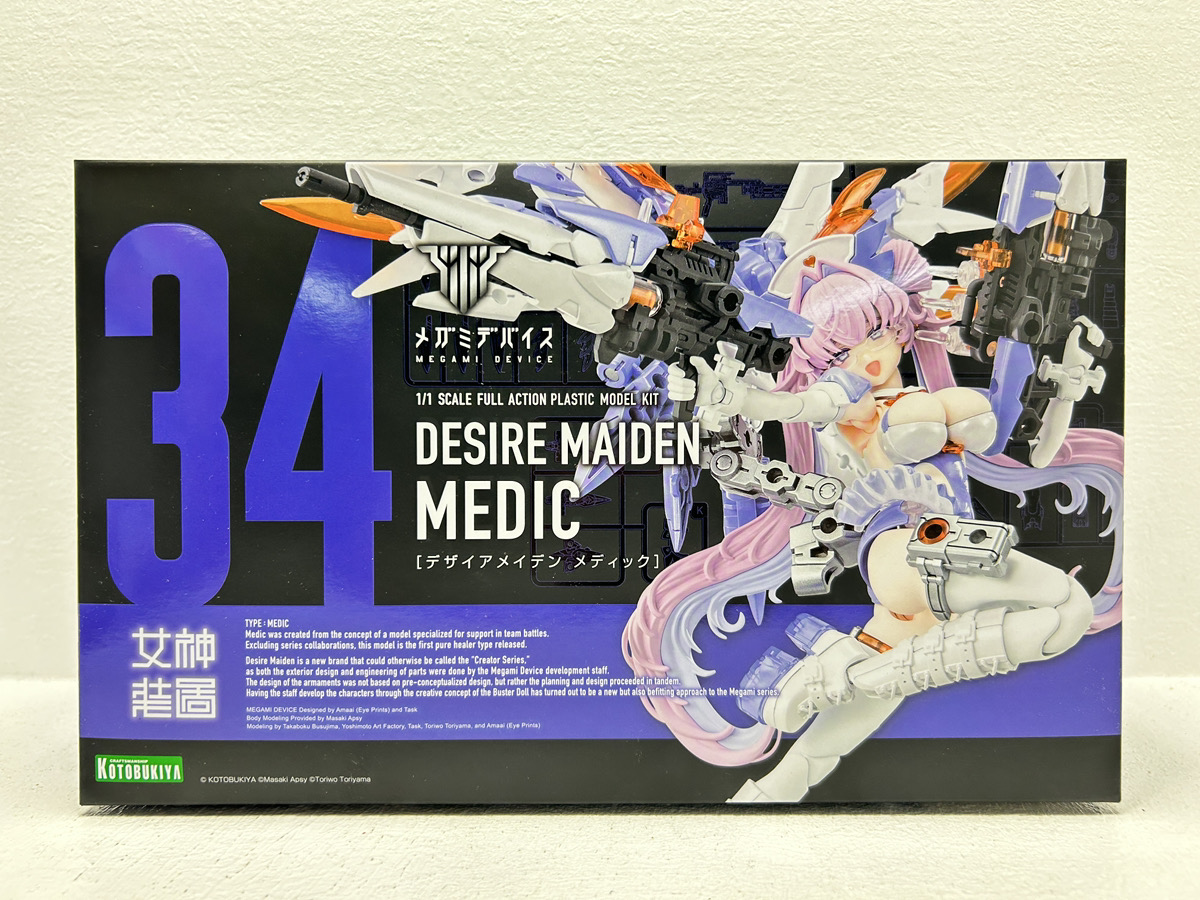 34
メガミデバイス
MEGAMI DEVICE
1/1 SCALE FULL ACTION PLASTIC MODEL KIT
DESIRE MAIDEN
MEDIC
[デザイアメイデン メディック]
女神
装置
TYPE : MEDIC
Medic was created from the concept of a model specialized for support in team battles.
Excluding series collaborations, this model is the first pure healer type released.
Desire Maiden is a new brand that could otherwise be called the "Creator Series,"
as both the exterior design and engineering of parts were done by the Megami Device development staff.
The design of the armaments was not based on pre-conceptualized design, but rather the planning and design proceeded in tandem.
Having the staff develop the characters through the creative concept of the Buster Doll has turned out to be a new but also befitting approach to the Megami series.
MEGAMI DEVICE Designed by Amaai (Eye Prints) and Task
Body Modeling Provided by Masaki Apsy
Modeling by Takaboku Busujima, Yoshimoto Art Factory, Task, Toriwo Toriyama, and Amaai (Eye Prints)
CRAFTSMANSHIP
KOTOBUKIYA
© KOTOBUKIYA ©Masaki Apsy ©Toriwo Toriyama